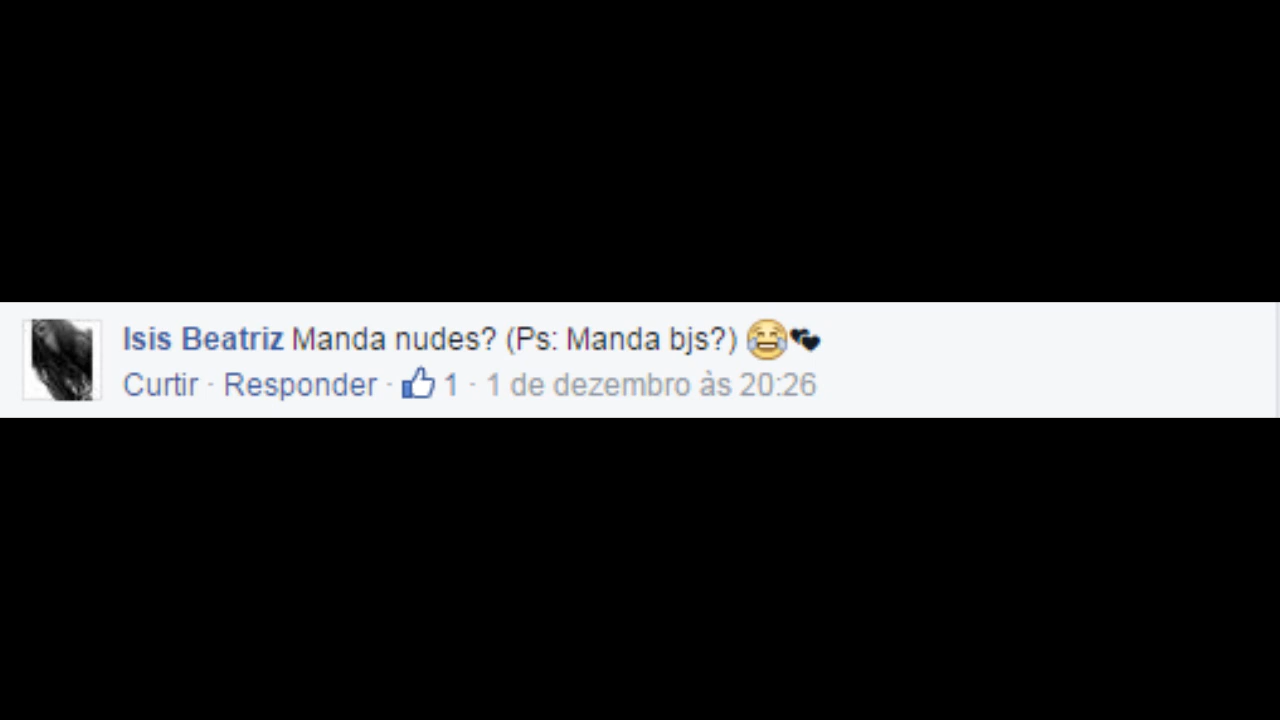 Isis Beatriz Manda nudes? (Ps: Manda bjs?) 😂💕
Curtir · Responder · 1 · 1 de dezembro às 20:26